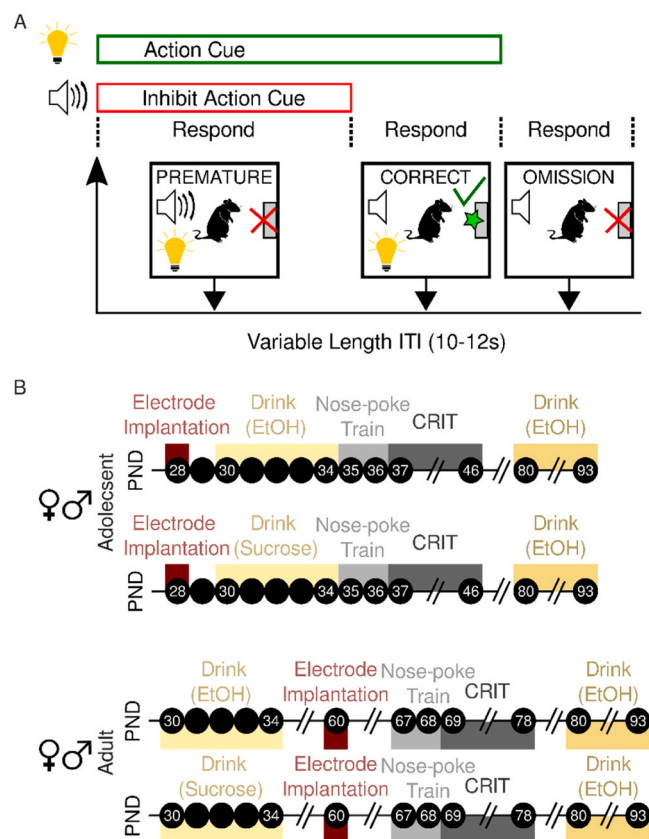 A
Action Cue
Inhibit Action Cue
Respond Respond Respond
PREMATURE CORRECT OMISSION
Variable Length ITI (10-12s)
B
Electrode Drink Nose-poke CRIT Drink
Implantation (EtOH) Train (EtOH)
Adolecsent
PND 28 30 34 35 36 37 46 80 93
Electrode Drink Nose-poke CRIT Drink
Implantation (Sucrose) Train (EtOH)
PND 28 30 34 35 36 37 46 80 93
Drink Electrode Nose-poke CRIT Drink
(EtOH) Implantation Train (EtOH)
Adult
PND 30 34 60 67 68 69 78 80 93
Drink Electrode Nose-poke CRIT Drink
(Sucrose) Implantation Train (EtOH)
PND 30 34 60 67 68 69 78 80 93